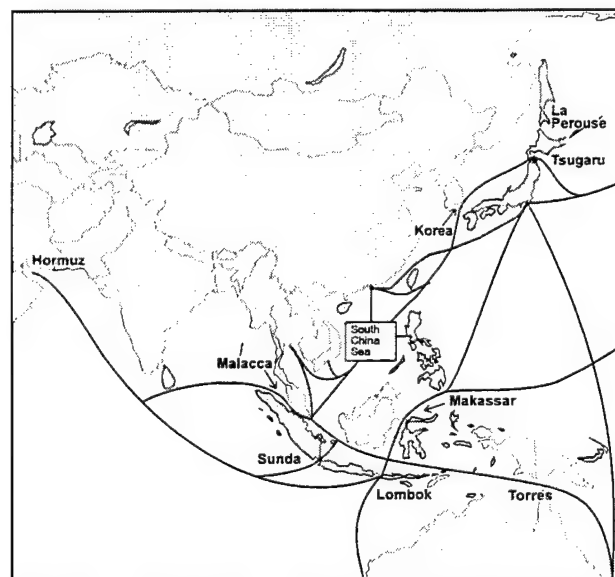 La
Perouse
Tsugaru
Korea
Hormuz
South
China
Sea
Malacca
Makassar
Sunda
Lombok
Torres